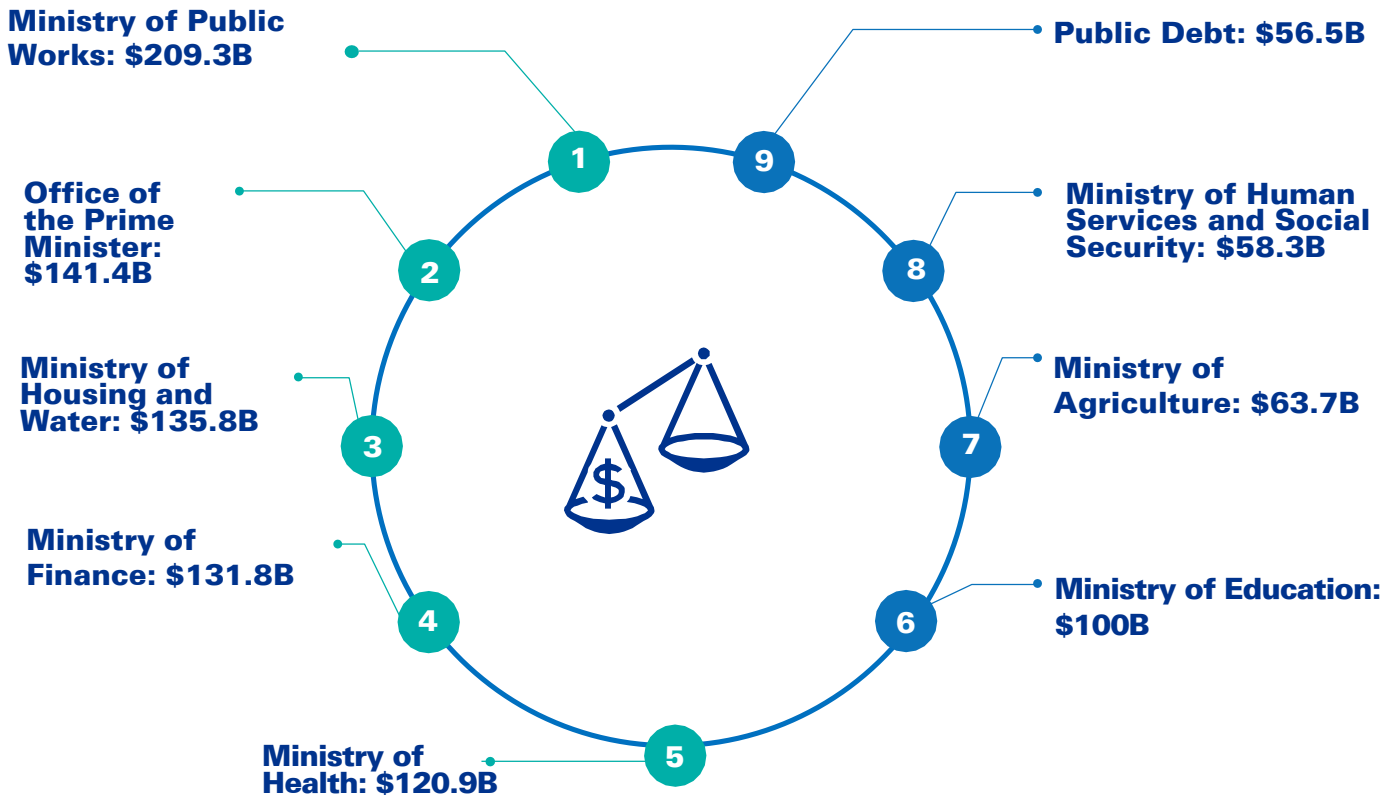 Ministry of Public
Works: $209.3B
1
Office of
the Prime
Minister:
$141.4B
2
Ministry of
Housing and
Water: $135.8B
3
Ministry of
Finance: $131.8B
4
Ministry of
Health: $120.9B
5
Ministry of Education:
$100B
6
Ministry of
Agriculture: $63.7B
7
Ministry of Human
Services and Social
Security: $58.3B
8
Public Debt: $56.5B
9
$